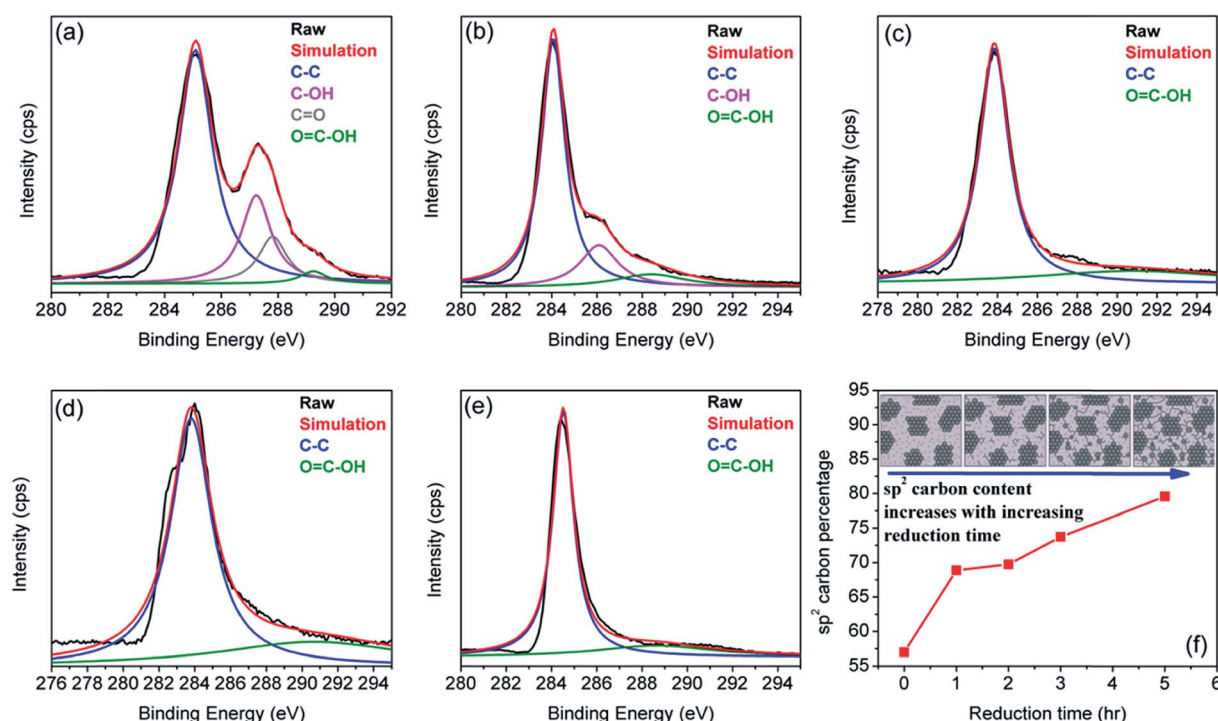 (a)
Raw
Simulation
C-C
C-OH
C=O
O=C-OH
Intensity (cps)
280 282 284 286 288 290 292
Binding Energy (eV)
(b)
Raw
Simulation
C-C
C-OH
O=C-OH
Intensity (cps)
280 282 284 286 288 290 292 294
Binding Energy (eV)
(c)
Raw
Simulation
C-C
O=C-OH
Intensity (cps)
278 280 282 284 286 288 290 292 294
Binding Energy (eV)
(d)
Raw
Simulation
C-C
O=C-OH
Intensity (cps)
276 278 280 282 284 286 288 290 292 294
Binding Energy (eV)
(e)
Raw
Simulation
C-C
O=C-OH
Intensity (cps)
280 282 284 286 288 290 292 294
Binding Energy (eV)
95
90
85
80
75
70
65
60
55
sp² carbon percentage
sp² carbon content
increases with increasing
reduction time
(f)
0 1 2 3 4 5 6
Reduction time (hr)